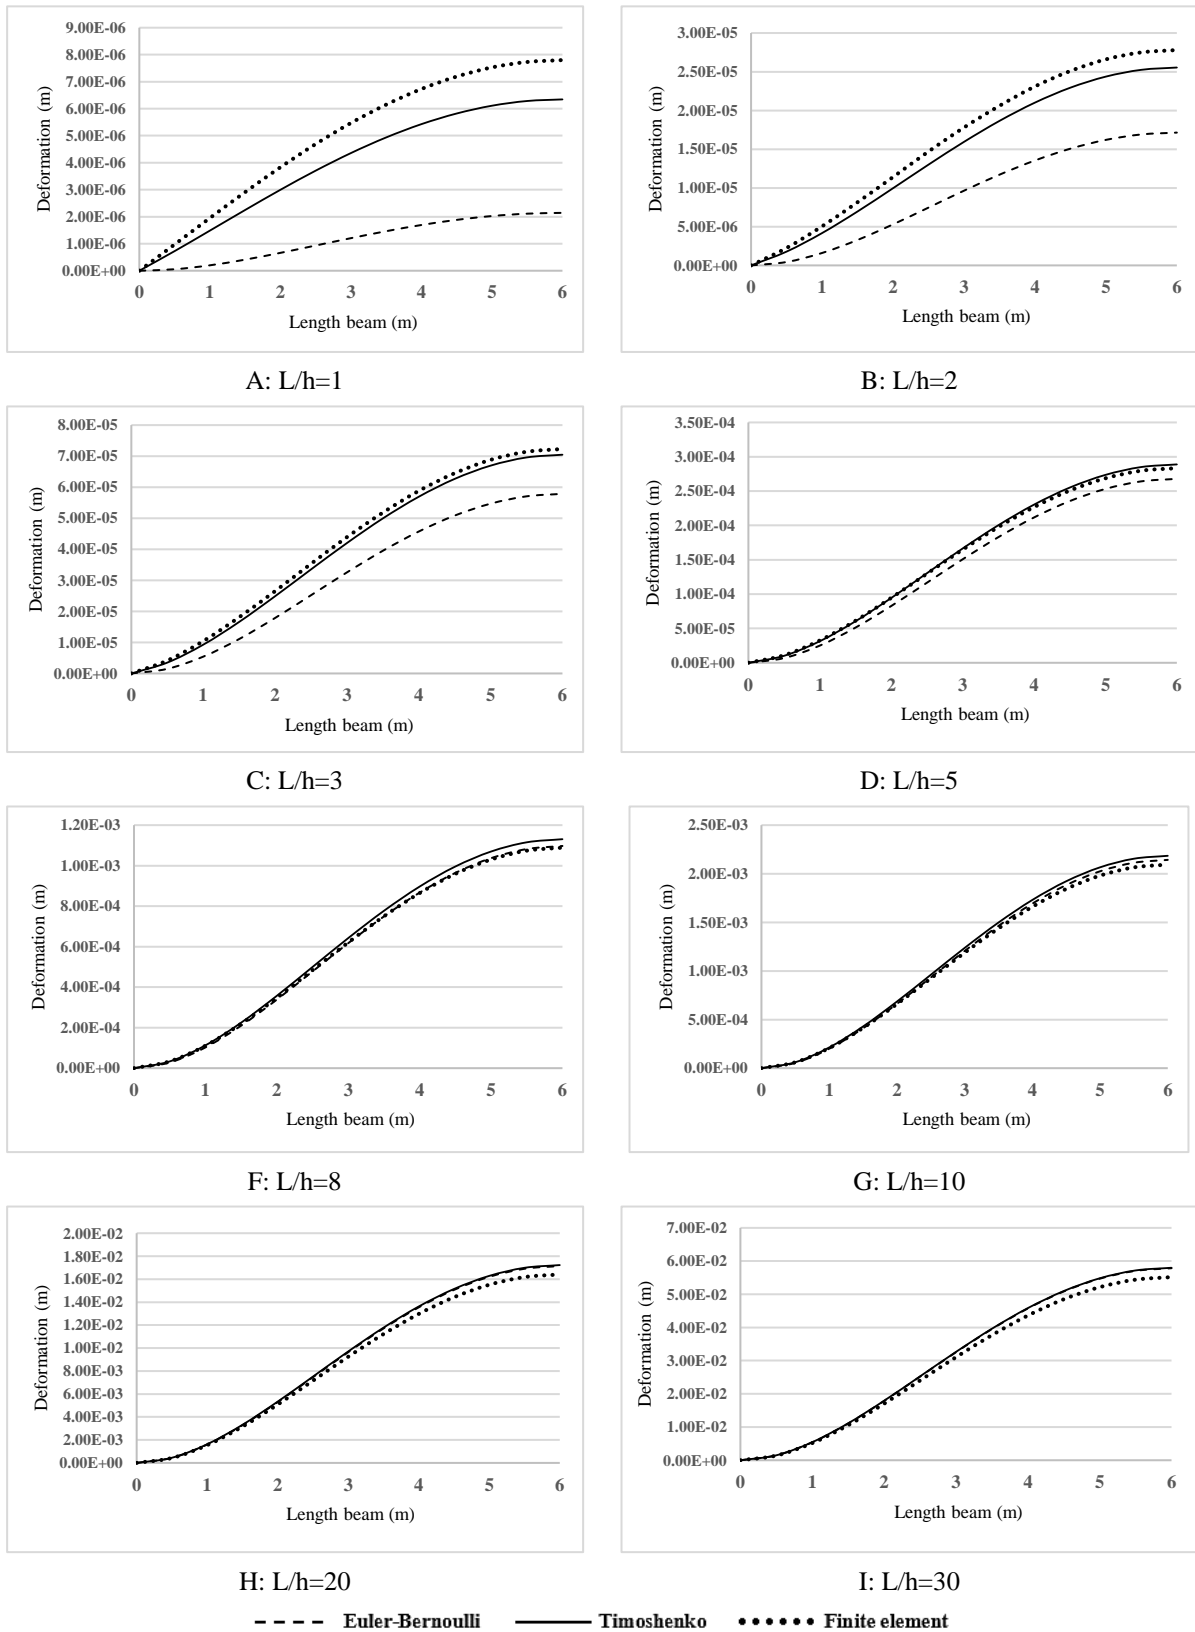 9.00E-06
8.00E-06
7.00E-06
6.00E-06
5.00E-06
4.00E-06
3.00E-06
2.00E-06
1.00E-06
0.00E+00
Deformation (m)
0 1 2 3 4 5 6
Length beam (m)
A: L/h=1
3.00E-05
2.50E-05
2.00E-05
1.50E-05
1.00E-05
5.00E-06
0.00E+00
Deformation (m)
0 1 2 3 4 5 6
Length beam (m)
B: L/h=2
8.00E-05
7.00E-05
6.00E-05
5.00E-05
4.00E-05
3.00E-05
2.00E-05
1.00E-05
0.00E+00
Deformation (m)
0 1 2 3 4 5 6
Length beam (m)
C: L/h=3
3.50E-04
3.00E-04
2.50E-04
2.00E-04
1.50E-04
1.00E-04
5.00E-05
0.00E+00
Deformation (m)
0 1 2 3 4 5 6
Length beam (m)
D: L/h=5
1.20E-03
1.00E-03
8.00E-04
6.00E-04
4.00E-04
2.00E-04
0.00E+00
Deformation (m)
0 1 2 3 4 5 6
Length beam (m)
F: L/h=8
2.50E-03
2.00E-03
1.50E-03
1.00E-03
5.00E-04
0.00E+00
Deformation (m)
0 1 2 3 4 5 6
Length beam (m)
G: L/h=10
2.00E-02
1.80E-02
1.60E-02
1.40E-02
1.20E-02
1.00E-02
8.00E-03
6.00E-03
4.00E-03
2.00E-03
0.00E+00
Deformation (m)
0 1 2 3 4 5 6
Length beam (m)
H: L/h=20
7.00E-02
6.00E-02
5.00E-02
4.00E-02
3.00E-02
2.00E-02
1.00E-02
0.00E+00
Deformation (m)
0 1 2 3 4 5 6
Length beam (m)
I: L/h=30
Euler-Bernoulli Timoshenko Finite element